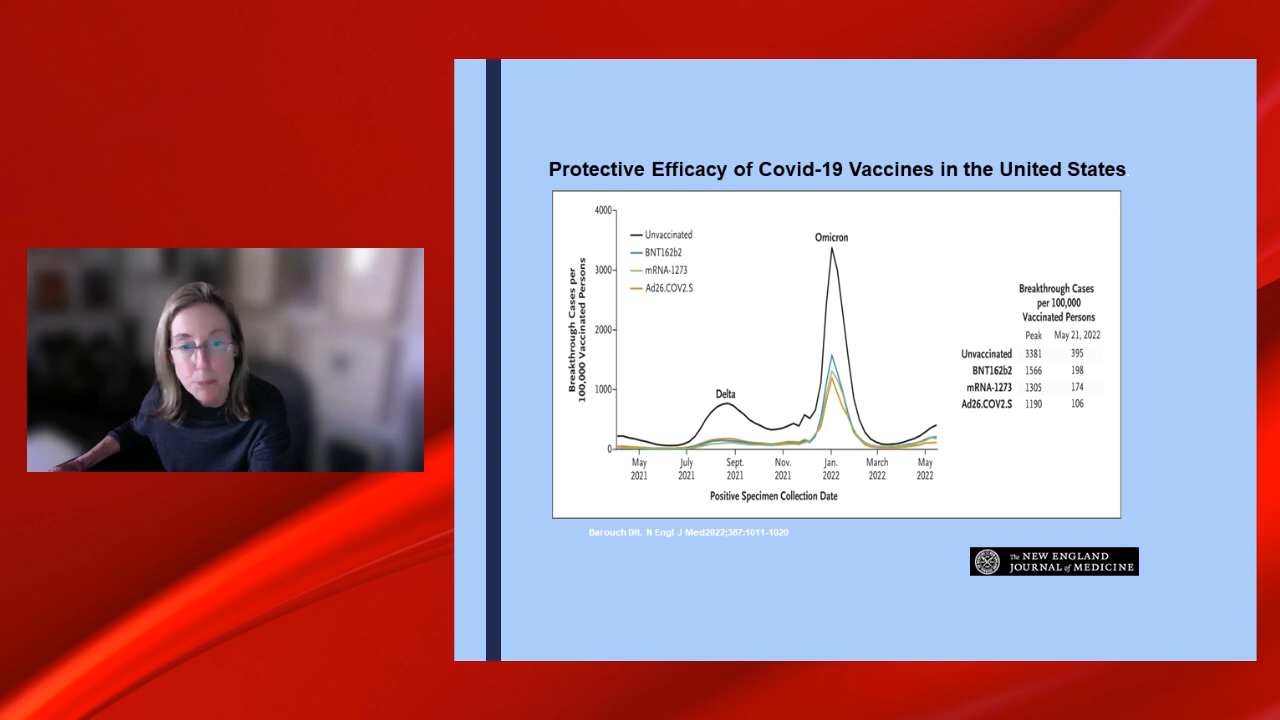 Protective Efficacy of Covid-19 Vaccines in the United States
Breakthrough Cases per
100,000 Vaccinated Persons
4000
3000
2000
1000
0
Unvaccinated
BNT162b2
mRNA-1273
Ad26.COV2.S
Delta
Omicron
May 2021
July 2021
Sept. 2021
Nov. 2021
Jan. 2022
March 2022
May 2022
Positive Specimen Collection Date
Breakthrough Cases
per 100,000
Vaccinated Persons
Peak May 21, 2022
Unvaccinated 3381 395
BNT162b2 1566 198
mRNA-1273 1305 174
Ad26.COV2.S 1190 106
Barouch DH. N Engl J Med2022;387:1011-1020
The NEW ENGLAND
JOURNAL of MEDICINE